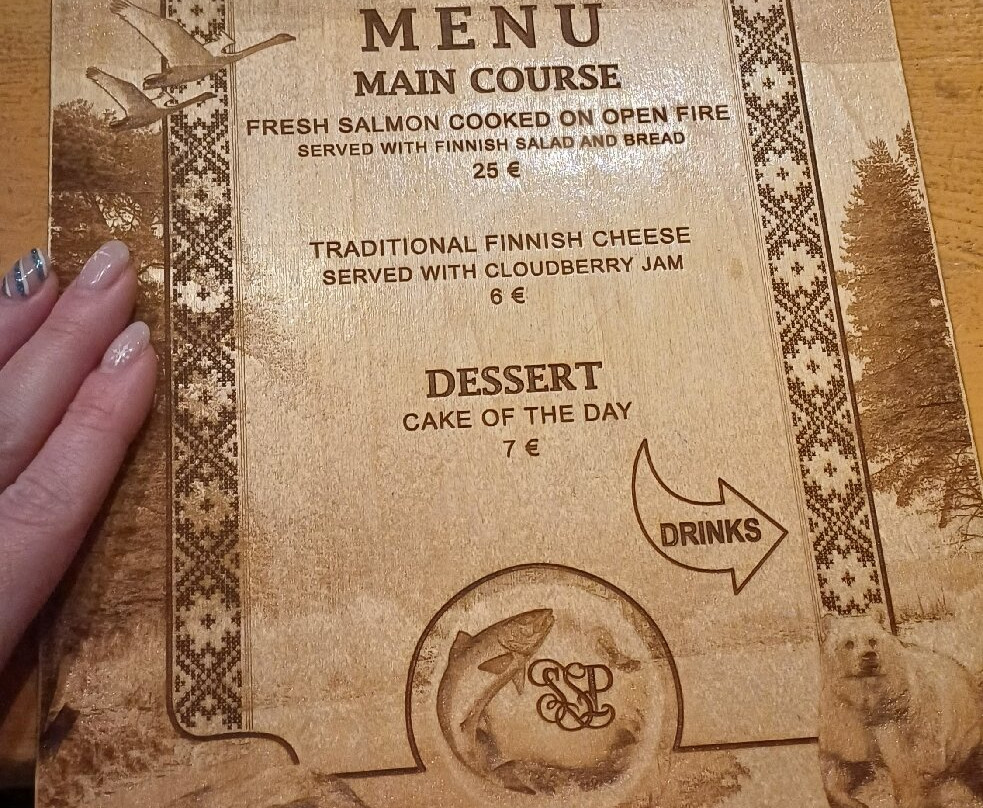 MENU
MAIN COURSE
FRESH SALMON COOKED ON OPEN FIRE
SERVED WITH FINNISH SALAD AND BREAD
25 €
TRADITIONAL FINNISH CHEESE
SERVED WITH CLOUDBERRY JAM
6 €
DESSERT
CAKE OF THE DAY
7 €
DRINKS